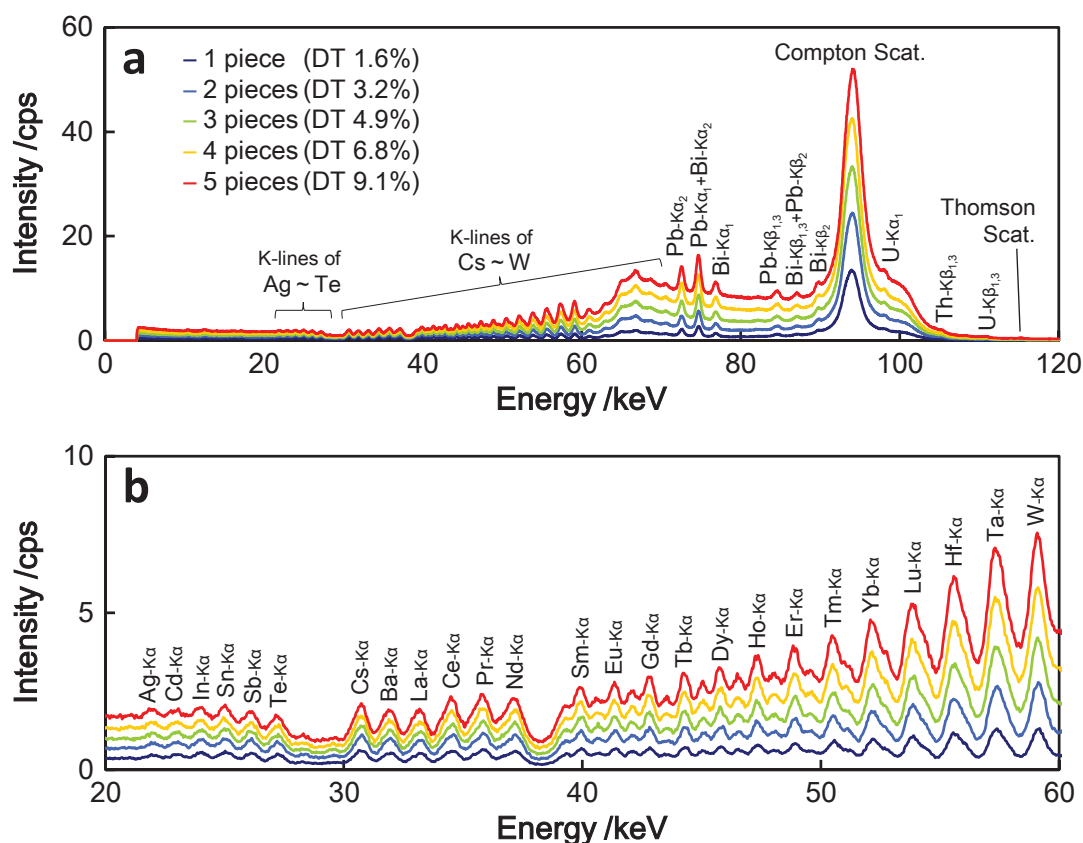 a
1 piece (DT 1.6%)
2 pieces (DT 3.2%)
3 pieces (DT 4.9%)
4 pieces (DT 6.8%)
5 pieces (DT 9.1%)
Compton Scat.
K-lines of
Ag ~ Te
K-lines of
Cs ~ W
Pb-Kα2
Pb-Kα1+Bi-Kα2
Bi-Kα1
Pb-Kβ1,3
Bi-Kβ1,3+Pb-Kβ2
Bi-Kβ2
U-Kα1
Th-Kβ1,3
U-Kβ1,3
Thomson
Scat.
Intensity /cps
60
40
20
0
0 20 40 60 80 100 120
Energy /keV
b
Ag-Kα
Cd-Kα
In-Kα
Sn-Kα
Sb-Kα
Te-Kα
Cs-Kα
Ba-Kα
La-Kα
Ce-Kα
Pr-Kα
Nd-Kα
Sm-Kα
Eu-Kα
Gd-Kα
Tb-Kα
Dy-Kα
Ho-Kα
Er-Kα
Tm-Kα
Yb-Kα
Lu-Kα
Hf-Kα
Ta-Kα
W-Kα
Intensity /cps
10
5
0
20 30 40 50 60
Energy /keV